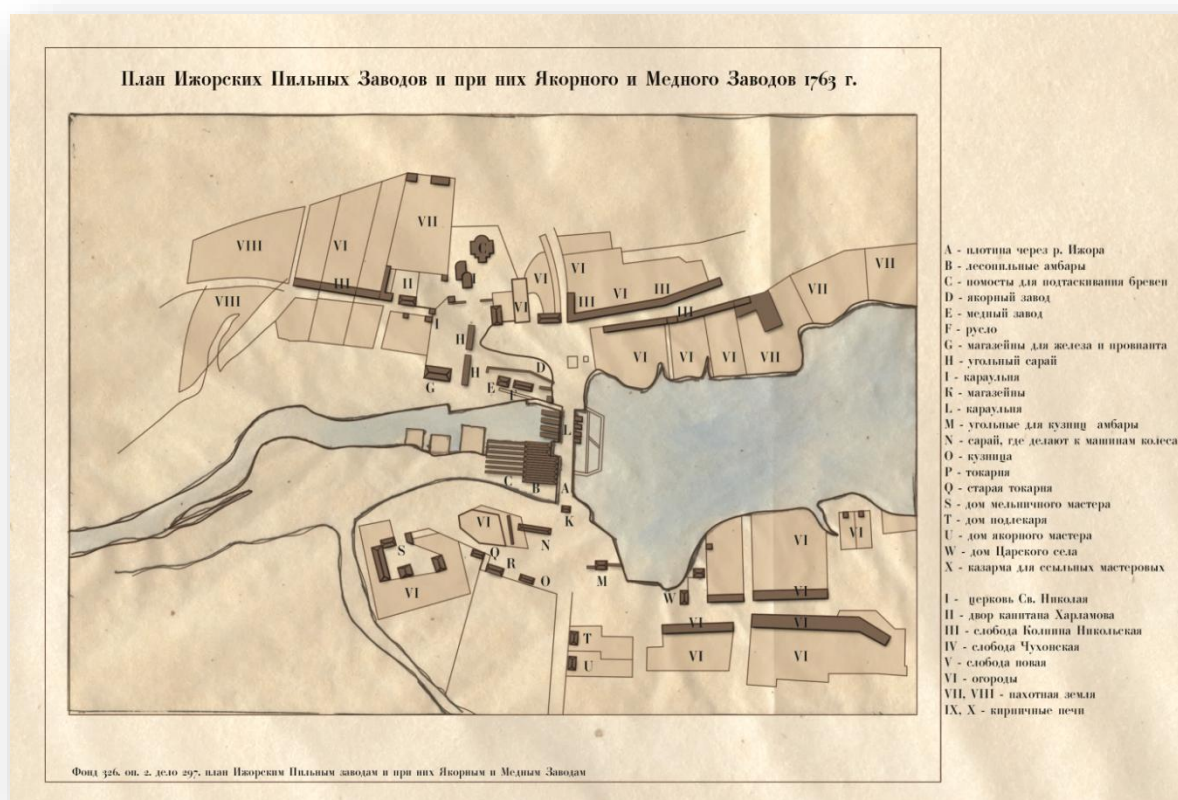 План Ижорских Пильных Заводов и при них Якорного и Медного Заводов 1763 г.
VIII
VI
VII
C
VIII
III
II
I
I
VI
VI
VI
III
VI
III
III
VII
VII
VI
VI
VI
VII
H
H
G
E
I
D
L
C
B
A
K
VI
N
S
Q
R
O
VI
M
W
VI
VI
VI
VI
VI
VI
VI
T
U
A - плотина через р. Ижора
B - лесопильные амбары
C - помосты для подтаскивания бревен
D - якорный завод
E - медный завод
F - русло
G - магазейны для железа и провианта
H - угольный сарай
I - караульня
K - магазейны
L - караульня
M - угольные для кузниц амбары
N - сарай, где делают к машинам колеса
O - кузница
P - токарня
Q - старая токарня
S - дом мельничного мастера
T - дом подлекаря
U - дом якорного мастера
W - дом Царского села
X - казарма для ссыльных мастеровых
I - церковь Св. Николая
II - двор капитана Харламова
III - слобода Колпина Никольская
IV - слобода Чухонская
V - слобода новая
VI - огороды
VII, VIII - пахотная земля
IX, X - кирпичные печи
Фонд 326. оп. 2. дело 297. план Ижорским Пильным заводам и при них Якорным и Медным Заводам